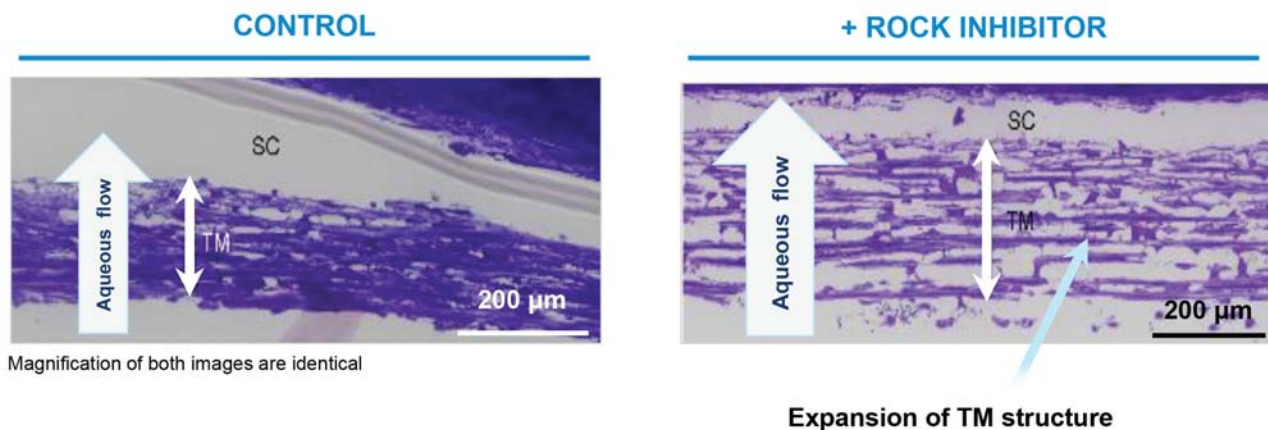 CONTROL
+ ROCK INHIBITOR
SC
Aqueous flow
TM
200 µm
SC
Aqueous flow
TM
200 µm
Magnification of both images are identical
Expansion of TM structure